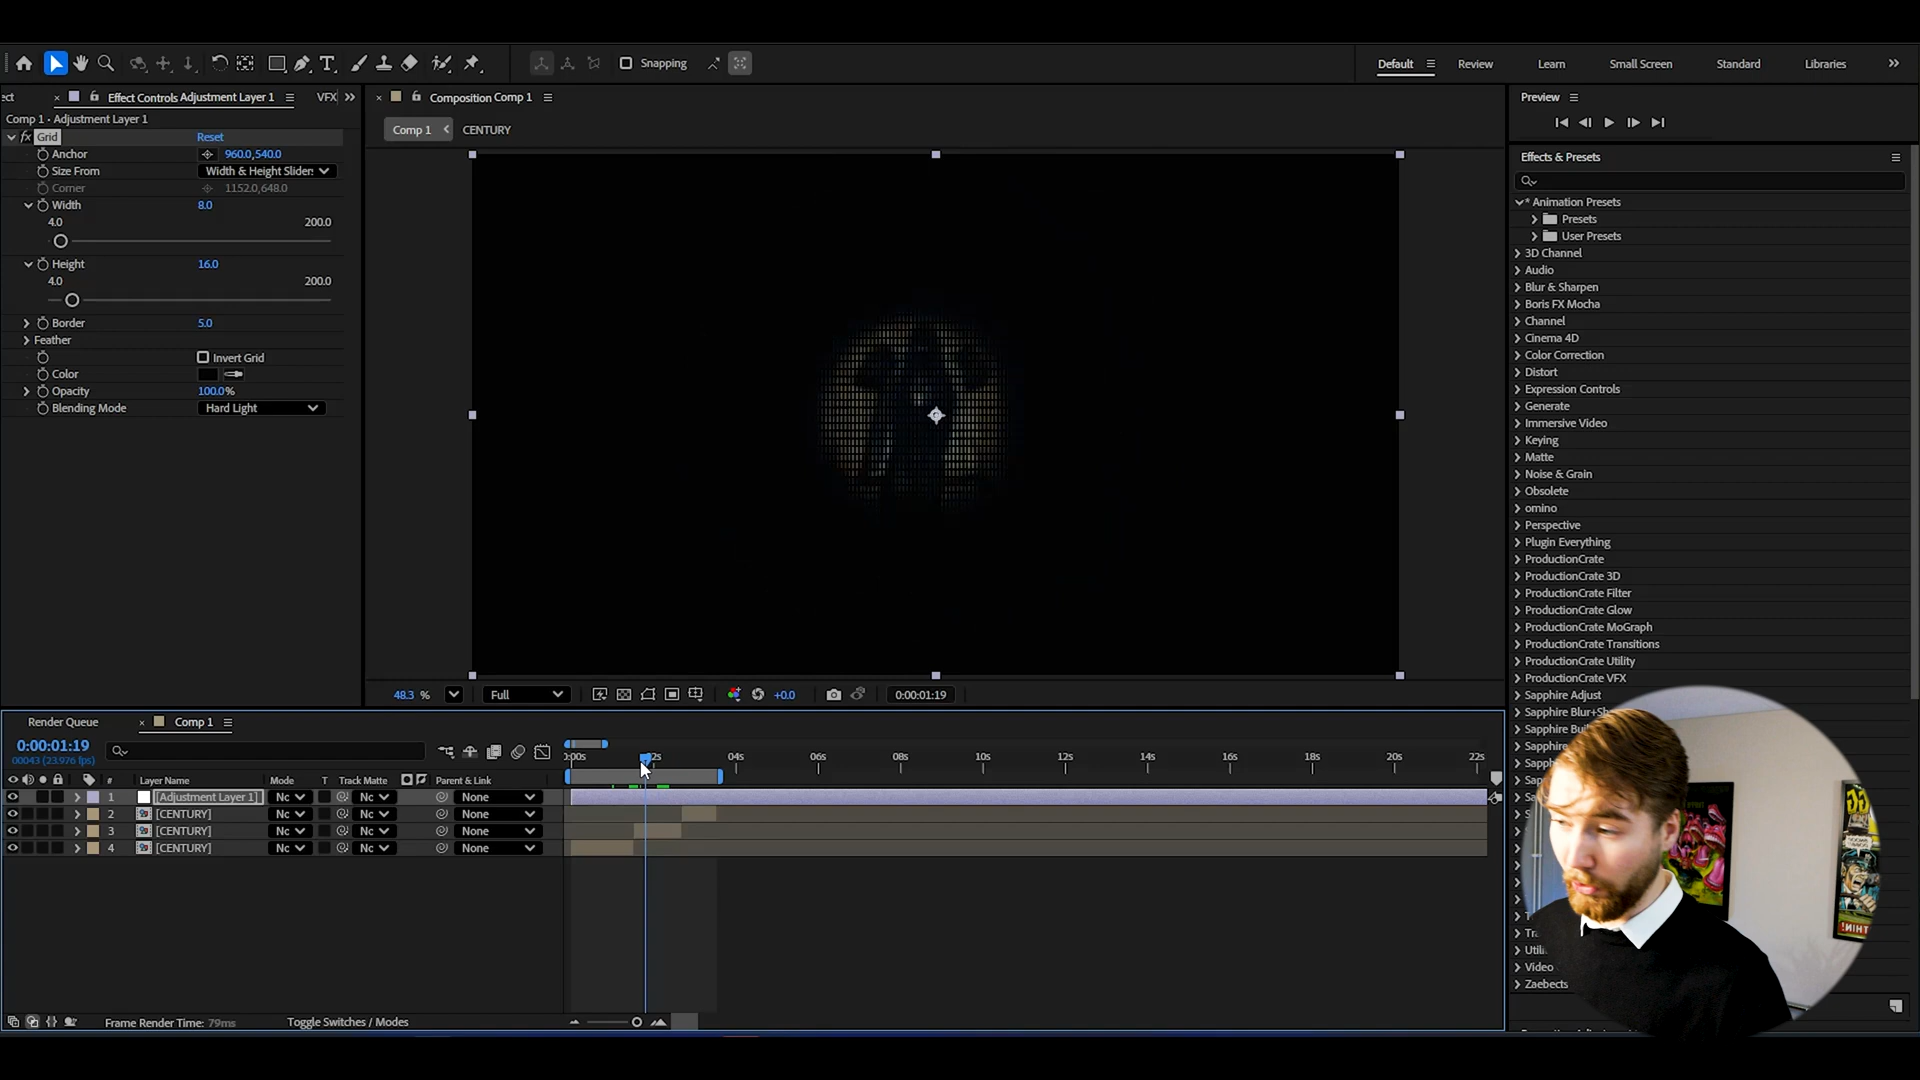 Snapping
Default
Review
Learn
Small Screen
Standard
Libraries
Effect Controls Adjustment Layer 1
VFX
Composition Comp 1
Preview
Comp 1 • Adjustment Layer 1
Comp 1
CENTURY
fx Grid
Reset
Anchor
960.0,540.0
Size From
Width & Height Sliders
Corner
1152.0,648.0
Width
8.0
4.0
200.0
Height
16.0
4.0
200.0
Border
5.0
Feather
Invert Grid
Color
Opacity
100.0%
Blending Mode
Hard Light
Effects & Presets
* Animation Presets
Presets
User Presets
3D Channel
Audio
Blur & Sharpen
Boris FX Mocha
Channel
Cinema 4D
Color Correction
Distort
Expression Controls
Generate
Immersive Video
Keying
Matte
Noise & Grain
Obsolete
omino
Perspective
Plugin Everything
ProductionCrate
ProductionCrate 3D
ProductionCrate Filter
ProductionCrate Glow
ProductionCrate MoGraph
ProductionCrate Transitions
ProductionCrate Utility
ProductionCrate VFX
Sapphire Adjust
Sapphire Blur+Sh
Sapphire Bui
Sapphire
Video
Zaebects
48.3 %
Full
+0.0
0:00:01:19
Render Queue
Comp 1
0:00:01:19
00043 (23.976 fps)
:00s
2s
04s
06s
08s
10s
12s
14s
16s
18s
20s
22s
#
Layer Name
Mode
T
Track Matte
Parent & Link
1
[Adjustment Layer 1]
Nc
Nc
None
2
[CENTURY]
Nc
Nc
None
3
[CENTURY]
Nc
Nc
None
4
[CENTURY]
Nc
Nc
None
Frame Render Time: 79ms
Toggle Switches / Modes